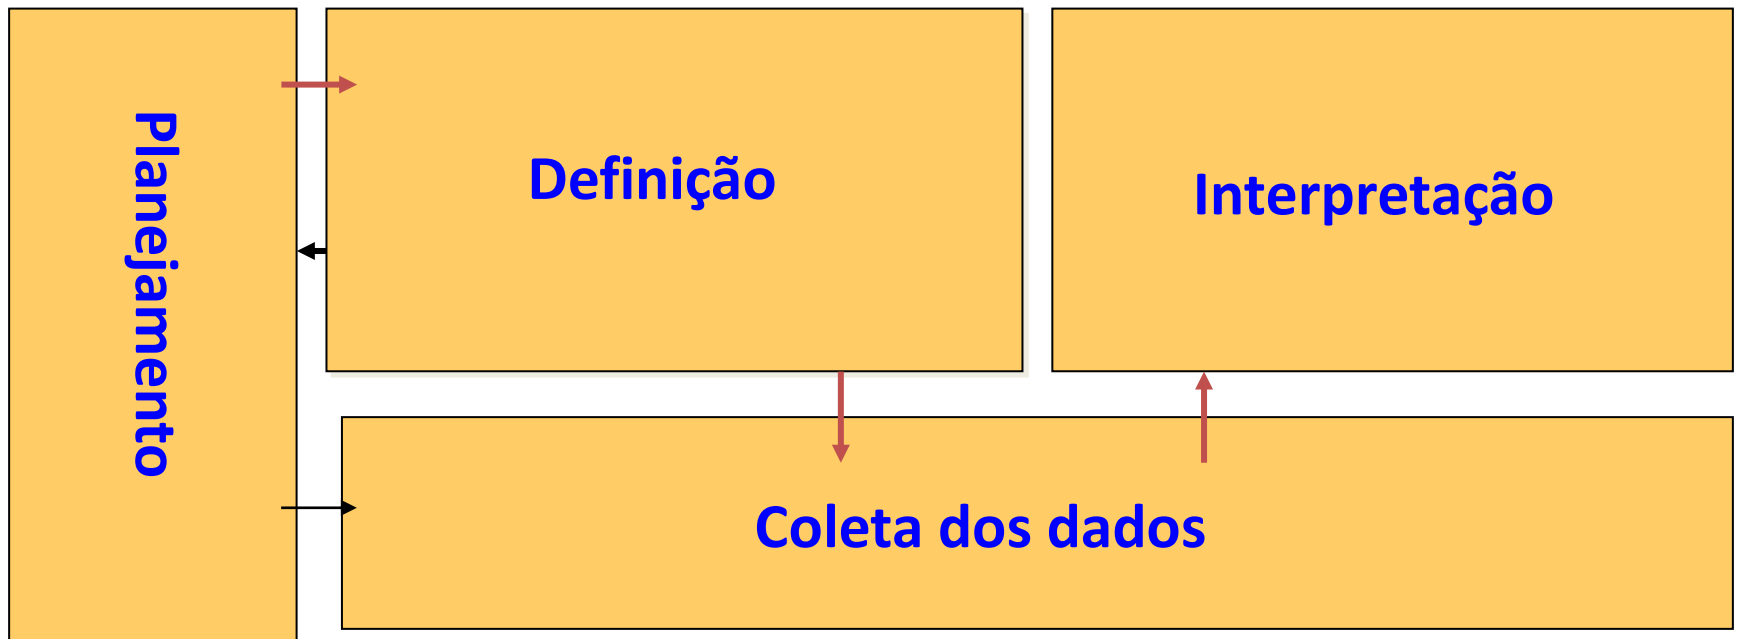 Planejamento
Definição
Interpretação
Coleta dos dados